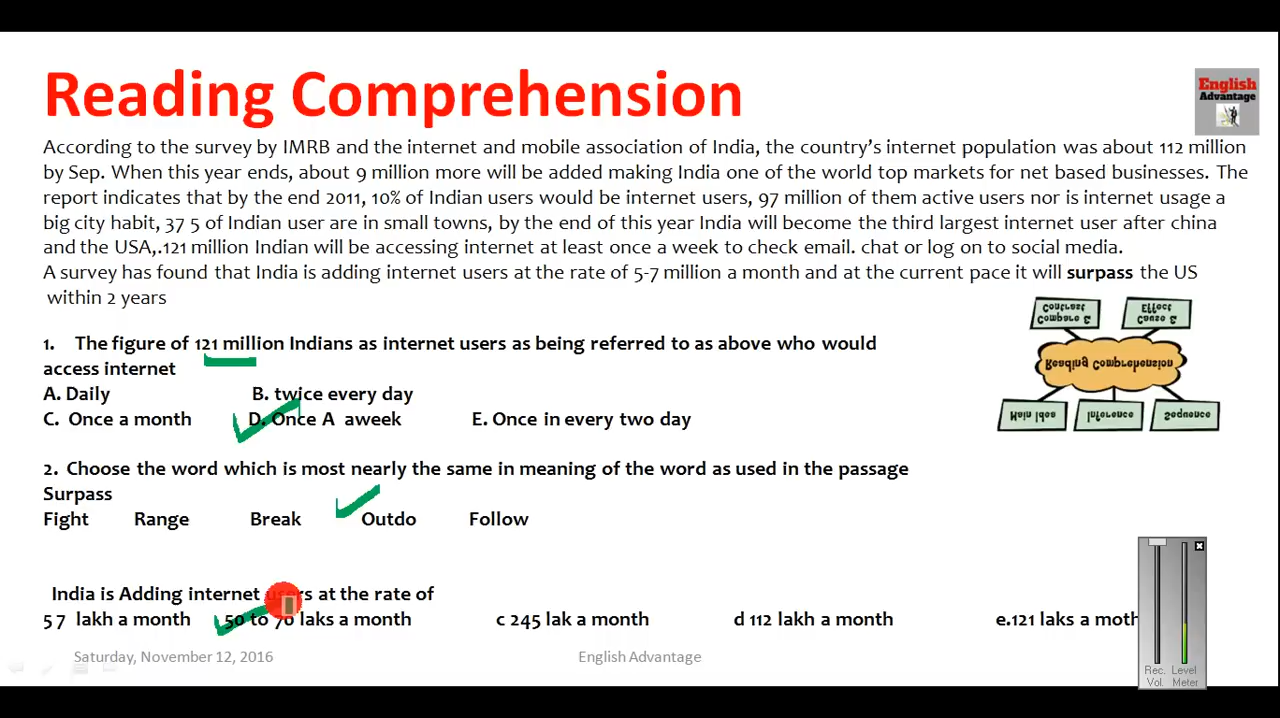 Reading Comprehension
English
Advantage
According to the survey by IMRB and the internet and mobile association of India, the country's internet population was about 112 million
by Sep. When this year ends, about 9 million more will be added making India one of the world top markets for net based businesses. The
report indicates that by the end 2011, 10% of Indian users would be internet users, 97 million of them active users nor is internet usage a
big city habit, 37 5 of Indian user are in small towns, by the end of this year India will become the third largest internet user after china
and the USA,.121 million Indian will be accessing internet at least once a week to check email. chat or log on to social media.
A survey has found that India is adding internet users at the rate of 5-7 million a month and at the current pace it will surpass the US
within 2 years
Contrast
Compare &
Effect
Cause &
Reading Comprehension
Main Idea
Inference
Sequence
1. The figure of 121 million Indians as internet users as being referred to as above who would
access internet
A. Daily B. twice every day
C. Once a month D. Once A aweek E. Once in every two day
2. Choose the word which is most nearly the same in meaning of the word as used in the passage
Surpass
Fight Range Break Outdo Follow
India is Adding internet users at the rate of
5 7 lakh a month 50 to 70 laks a month c 245 lak a month d 112 lakh a month e.121 laks a moth
Saturday, November 12, 2016 English Advantage
Rec. Level
Vol. Meter